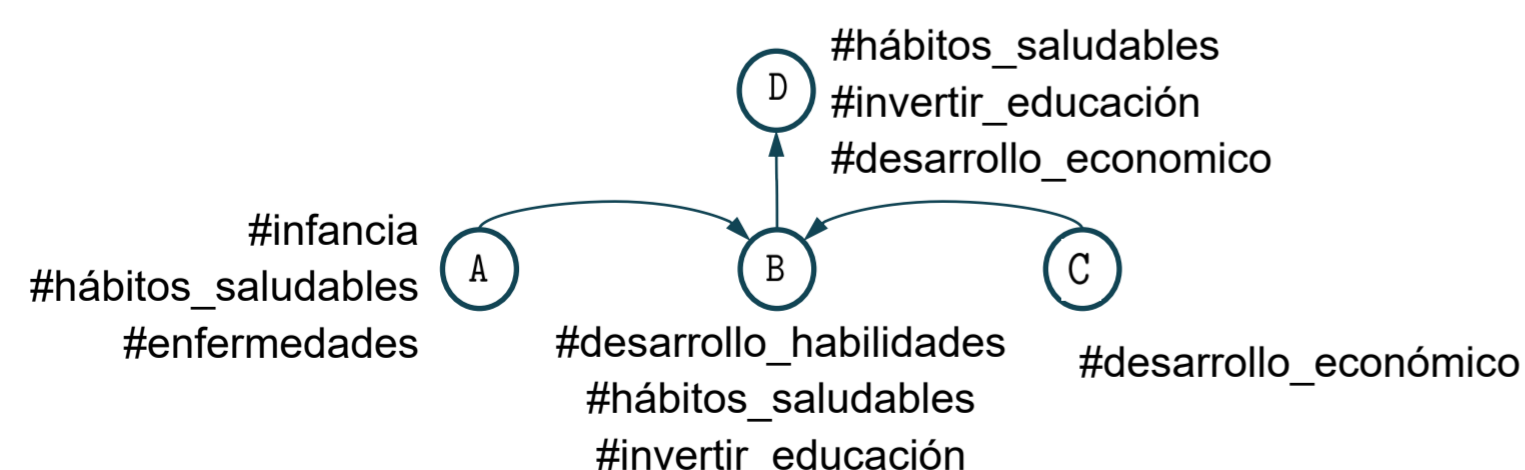 D
#hábitos_saludables
#invertir_educación
#desarrollo_economico
#infancia
#hábitos_saludables
#enfermedades
A
B
#desarrollo_habilidades
#hábitos_saludables
#invertir_educación
C
#desarrollo_económico